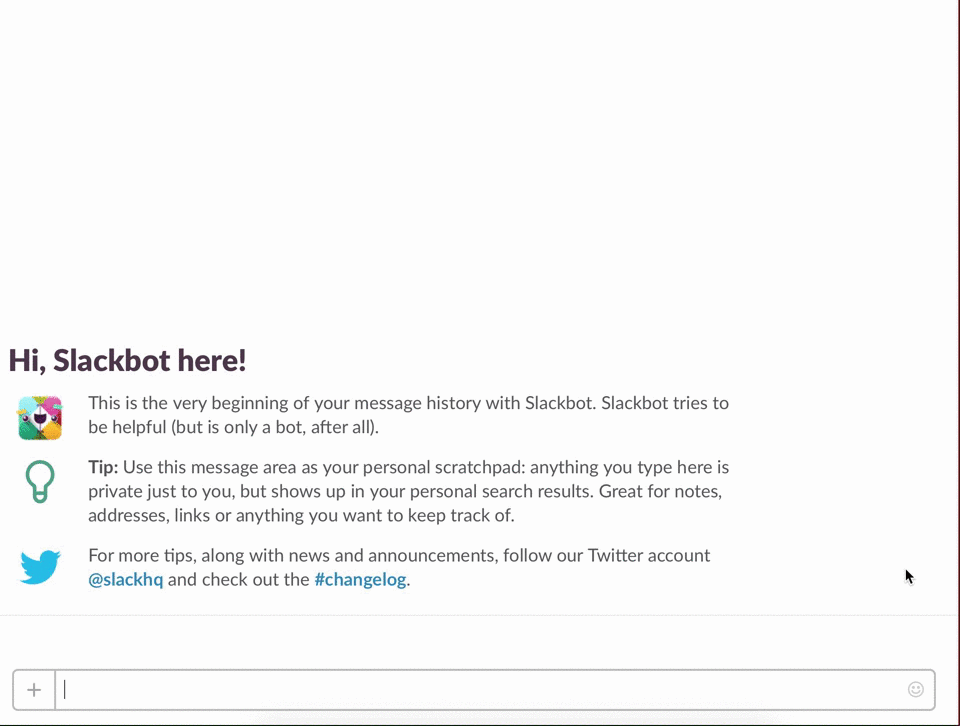 Hi, Slackbot here!
This is the very beginning of your message history with Slackbot. Slackbot tries to
be helpful (but is only a bot, after all).
Tip: Use this message area as your personal scratchpad: anything you type here is
private just to you, but shows up in your personal search results. Great for notes,
addresses, links or anything you want to keep track of.
For more tips, along with news and announcements, follow our Twitter account
@slackhq and check out the #changelog.